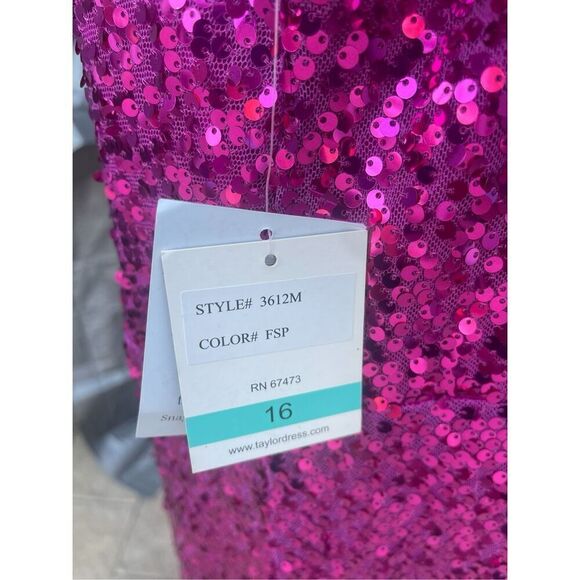 STYLE# 3612M
COLOR# FSP
RN 67473
16
www.taylordress.com